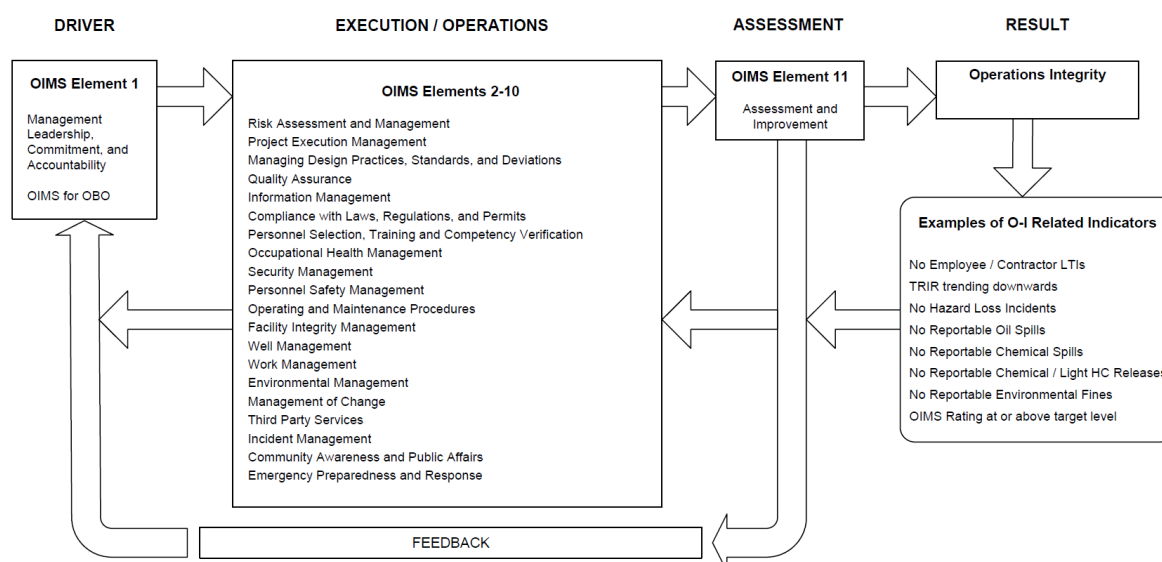 DRIVER
EXECUTION / OPERATIONS
ASSESSMENT
RESULT
OIMS Element 1
Management
Leadership,
Commitment, and
Accountability
OIMS for OBO
OIMS Elements 2-10
Risk Assessment and Management
Project Execution Management
Managing Design Practices, Standards, and Deviations
Quality Assurance
Information Management
Compliance with Laws, Regulations, and Permits
Personnel Selection, Training and Competency Verification
Occupational Health Management
Security Management
Personnel Safety Management
Operating and Maintenance Procedures
Facility Integrity Management
Well Management
Work Management
Environmental Management
Management of Change
Third Party Services
Incident Management
Community Awareness and Public Affairs
Emergency Preparedness and Response
OIMS Element 11
Assessment and
Improvement
Operations Integrity
Examples of O-I Related Indicators
No Employee / Contractor LTIs
TRIR trending downwards
No Hazard Loss Incidents
No Reportable Oil Spills
No Reportable Chemical Spills
No Reportable Chemical / Light HC Releases
No Reportable Environmental Fines
OIMS Rating at or above target level
FEEDBACK